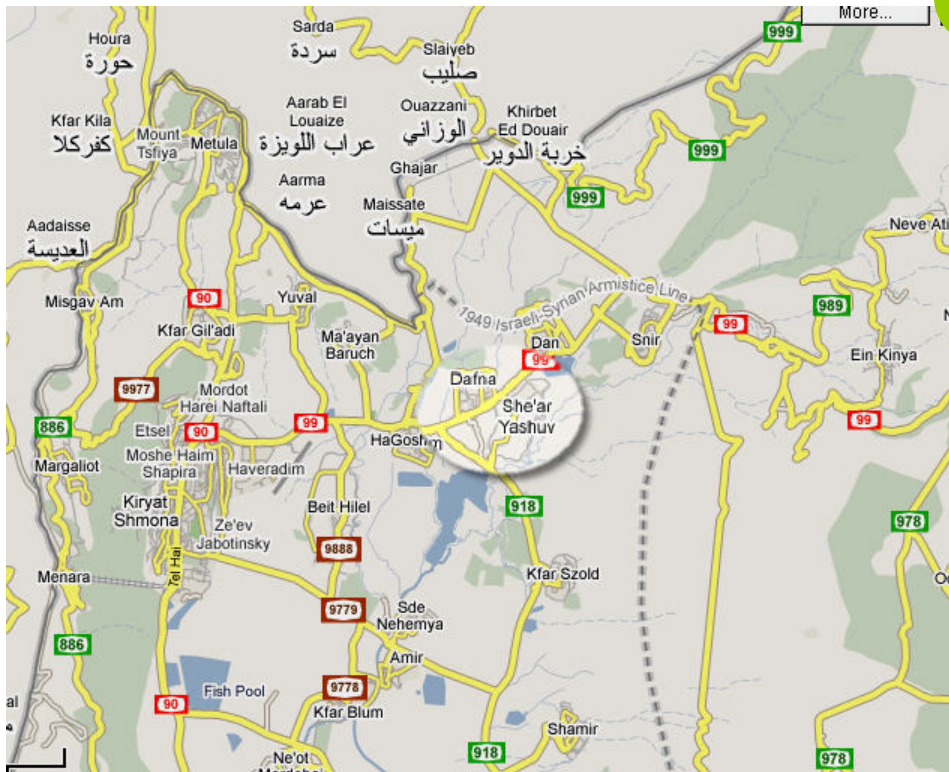 More...
999
Houra
حورة
Sarda
سردة
Slaiyeb
صليب
Kfar Kila
كفركلا
Mount
Tsfiya
Metula
Aarab El
Louaize
عراب اللويزة
Ouazzani
الوزاني
Khirbet
Ed Douair
خربة الدوير
999
Ghajar
Aarma
عرمه
Maissate
ميسات
999
Aadaisse
العديسة
Neve Ati
Misgav Am
90
Yuval
1949 Israeli-Syrian Armistice Line
989
Kfar Gil'adi
Ma'ayan
Baruch
Dan
Snir
99
99
Ein Kinya
9977
Mordot
Harei Naftali
Dafna
She'ar
Yashuv
886
Etsel
90
99
HaGoshrm
99
Margaliot
Moshe Haim
Shapira
Haveradim
Kiryat
Shmona
Beit Hilel
918
978
Ze'ev
Jabotinsky
9888
Menara
Tel Hai
Kfar Szold
9779
Sde
Nehemya
886
Amir
Fish Pool
9778
90
Kfar Blum
Shamir
918
978
Ne'ot